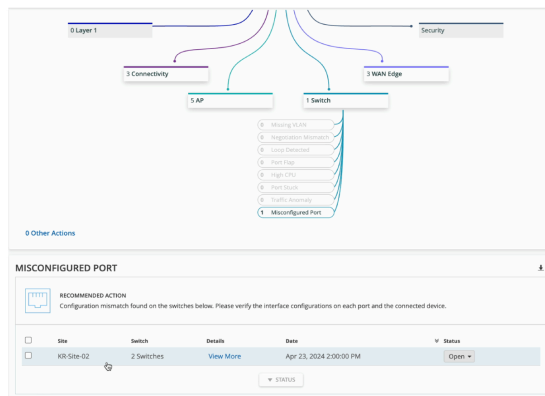 0 Layer 1
Security
3 Connectivity
3 WAN Edge
5 AP
1 Switch
0 Missing VLAN
0 Negotiation Mismatch
0 Loop Detected
0 Port Flap
0 High CPU
0 Port Stuck
0 Traffic Anomaly
1 Misconfigured Port
0 Other Actions
MISCONFIGURED PORT
RECOMMENDED ACTION
Configuration mismatch found on the switches below. Please verify the interface configurations on each port and the connected device.
Site Switch Details Date Status
KR-Site-02 2 Switches View More Apr 23, 2024 2:00:00 PM Open
STATUS